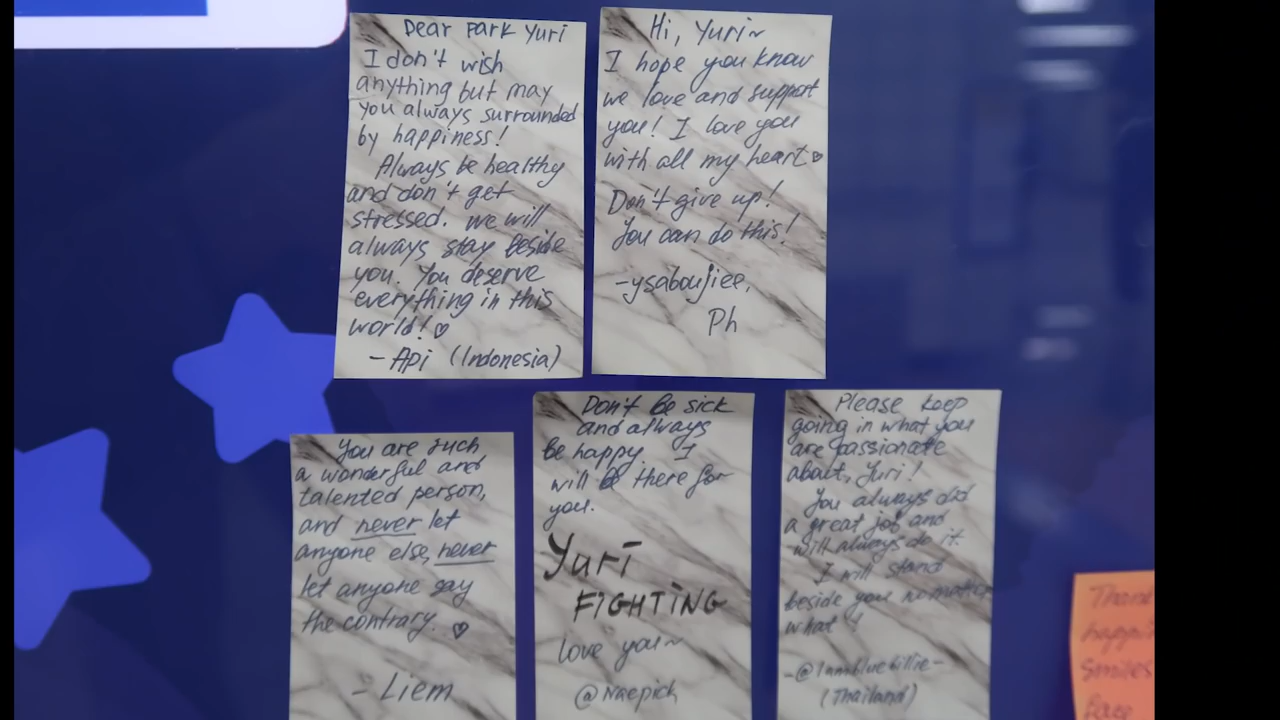 Dear Park Yuri
I don't wish
anything but may
you always surrounded
by happiness!
Always be healthy
and don't get
stressed. We will
always stay beside
you. You deserve
everything in this
world! ♡
- Api (Indonesia)
Hi, Yuri~
I hope you know
we love and support
you! I love you
with all my heart ♡
Don't give up!
You can do this!
-ysaboujiee,
Ph
You are such
a wonderful and
talented person,
and never let
anyone else, never
let anyone say
the contrary. ♡
- Liem
Don't be sick
and always
be happy. I
will be there for
you.
Yuri
FIGHTING
love you~
@Naepick
Please keep
going in what you
are passionate
about, Yuri!
You always did
a great job and
will always do it.
I will stand
beside you no matter
what!
-@Iambluebillie-
(Thailand)
happi
Smiles